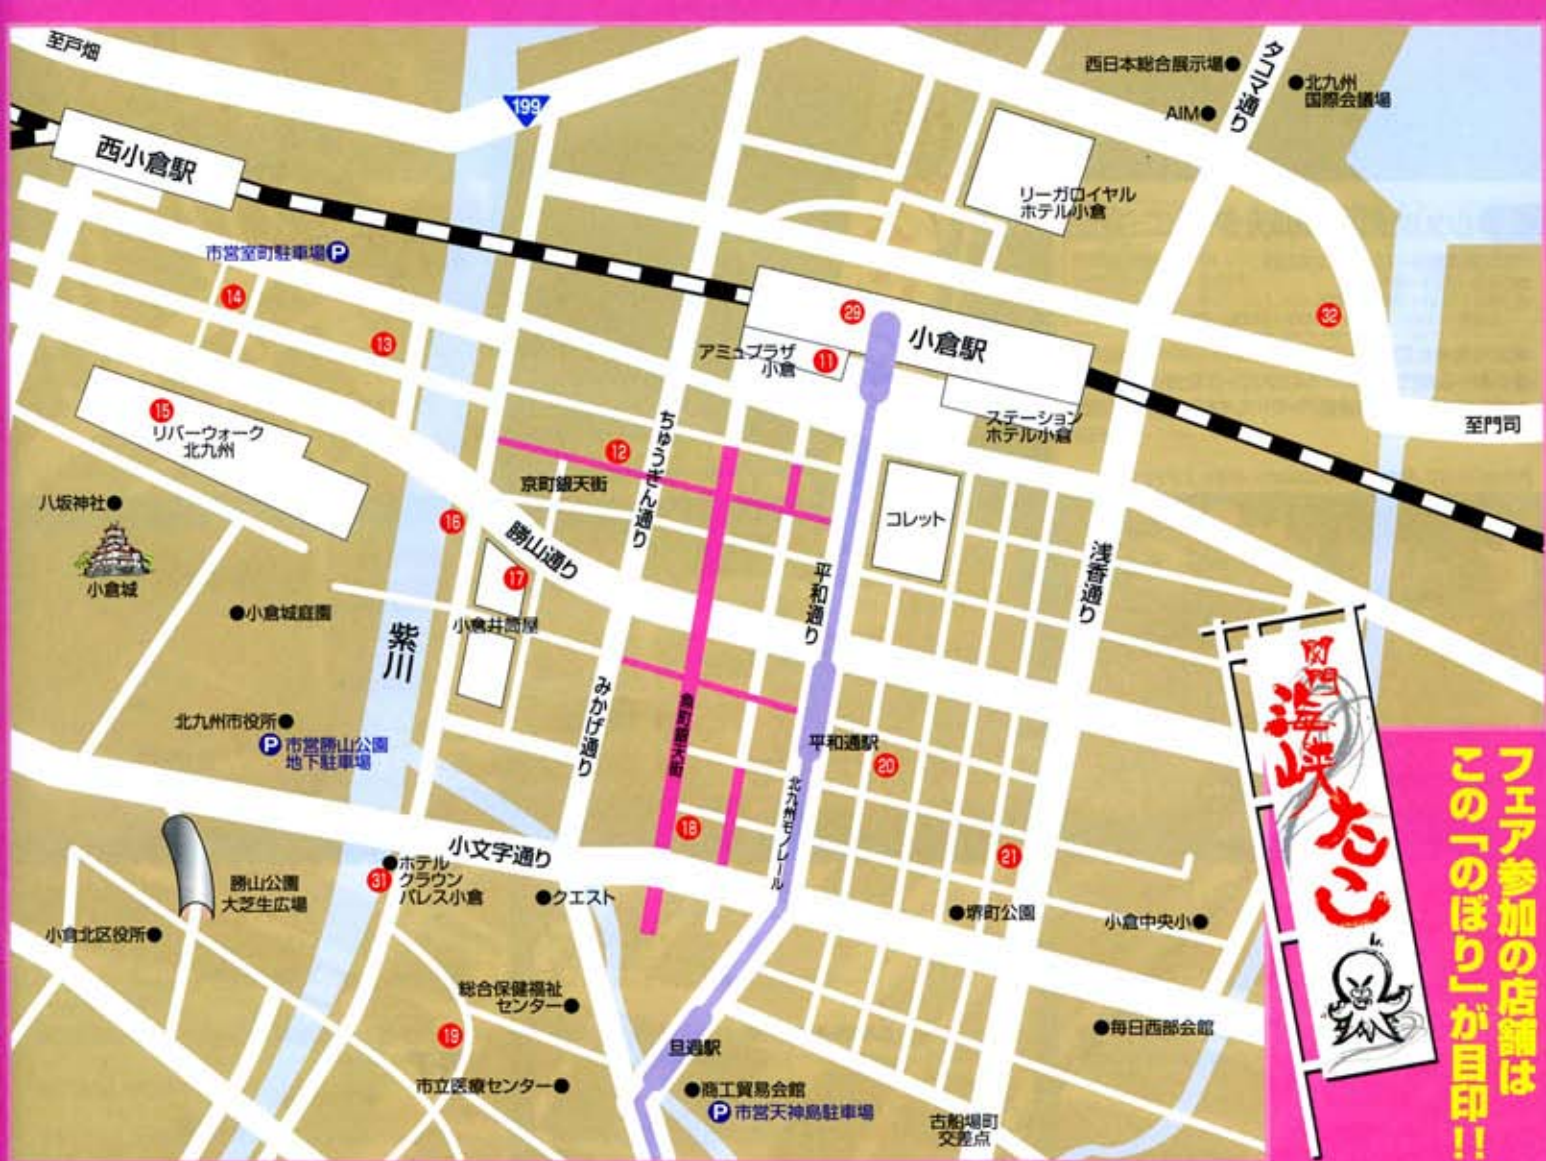 至戸畑
199
西小倉駅
市営室町駐車場 P
14
13
15
リバーウォーク
北九州
八坂神社
小倉城
小倉城庭園
16
17
小倉井筒屋
紫川
12
京町銀天街
ちゅうぎん通り
勝山通り
みかげ通り
魚町銀天街
西日本総合展示場
タコマ通り
北九州
国際会議場
AIM
リーガロイヤル
ホテル小倉
29
小倉駅
アミュプラザ
小倉
11
ステーション
ホテル小倉
32
至門司
コレット
平和通り
浅香通り
平和通駅
20
北九州モノレール
18
21
北九州市役所
P 市営勝山公園
地下駐車場
小文字通り
ホテル
クラウン
パレス小倉
31
クエスト
勝山公園
大芝生広場
小倉北区役所
総合保健福祉
センター
19
市立医療センター
旦過駅
商工貿易会館
P 市営天神島駐車場
堺町公園
小倉中央小
毎日西部会館
古船場町
交差点
関門
海峡
たこ
フェア参加の店舗は
この「のぼり」が目印!!